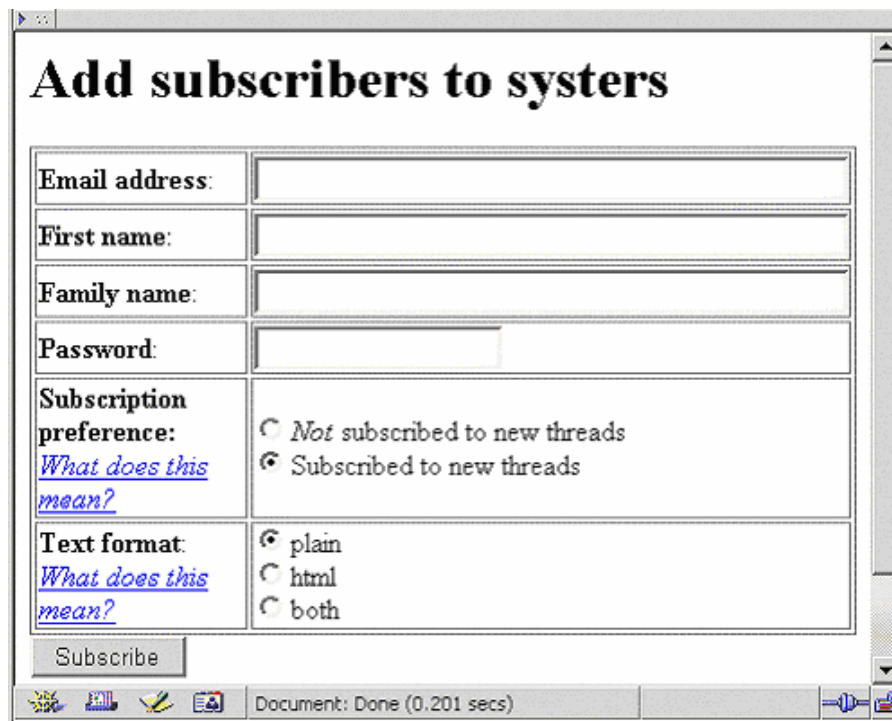 Add subscribers to systers
Email address:
First name:
Family name:
Password:
Subscription
preference:
What does this
mean?
Not subscribed to new threads
Subscribed to new threads
Text format:
What does this
mean?
plain
html
both
Subscribe
Document: Done (0.201 secs)